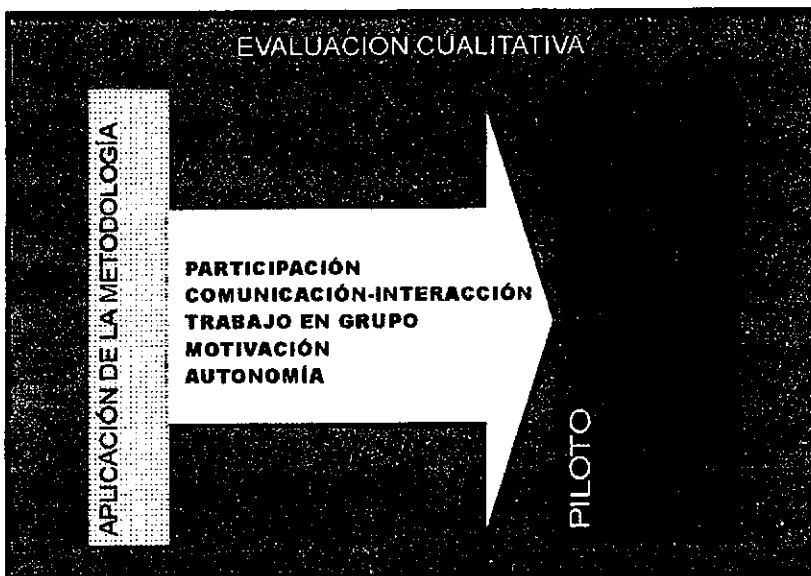 EVALUACION CUALITATIVA
APLICACIÓN DE LA METODOLOGÍA
PARTICIPACIÓN
COMUNICACIÓN-INTERACCIÓN
TRABAJO EN GRUPO
MOTIVACIÓN
AUTONOMÍA
PILOTO